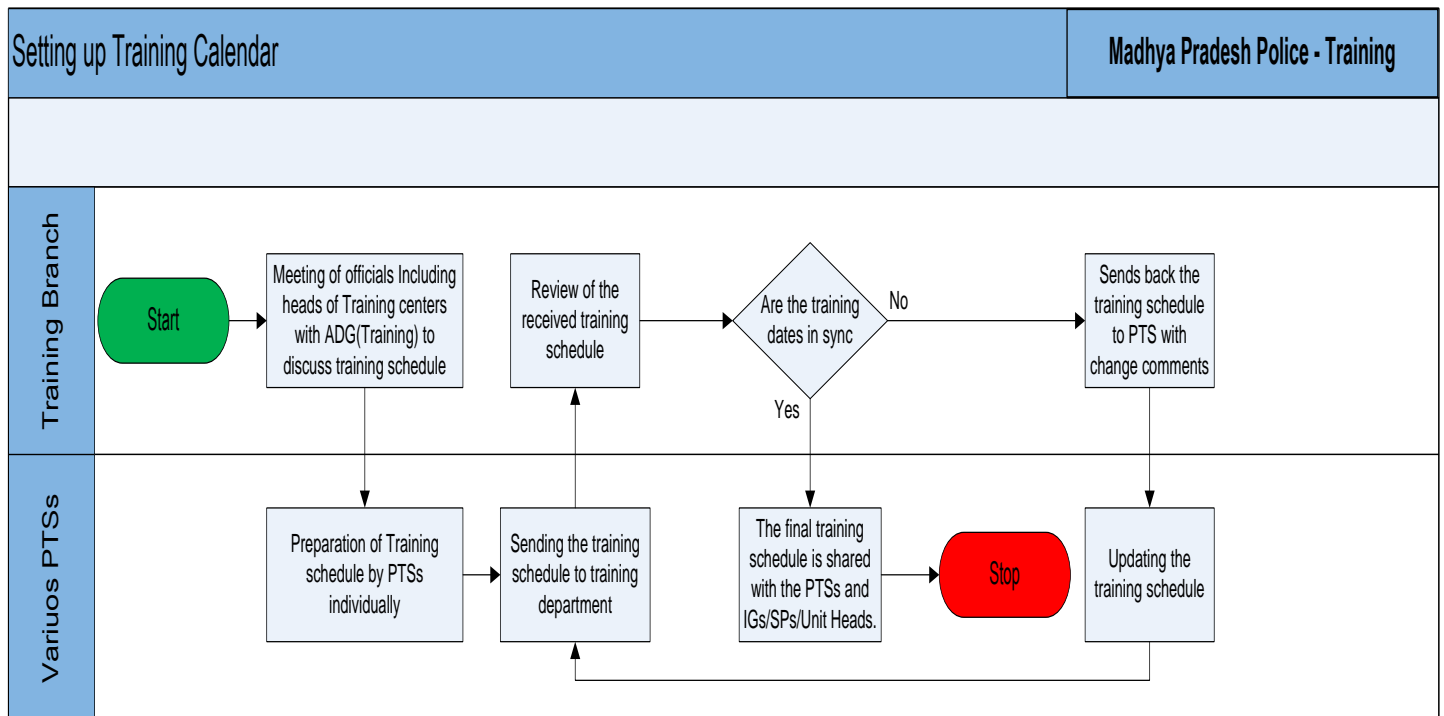 Setting up Training Calendar
Madhya Pradesh Police - Training
Training Branch
Start
Meeting of officials Including
heads of Training centers
with ADG(Training) to
discuss training schedule
Review of the
received training
schedule
Are the training
dates in sync
No
Yes
Sends back the
training schedule
to PTS with
change comments
Variuos PTSs
Preparation of Training
schedule by PTSs
individually
Sending the training
schedule to training
department
The final training
schedule is shared
with the PTSs and
IGs/SPs/Unit Heads.
Stop
Updating the
training schedule